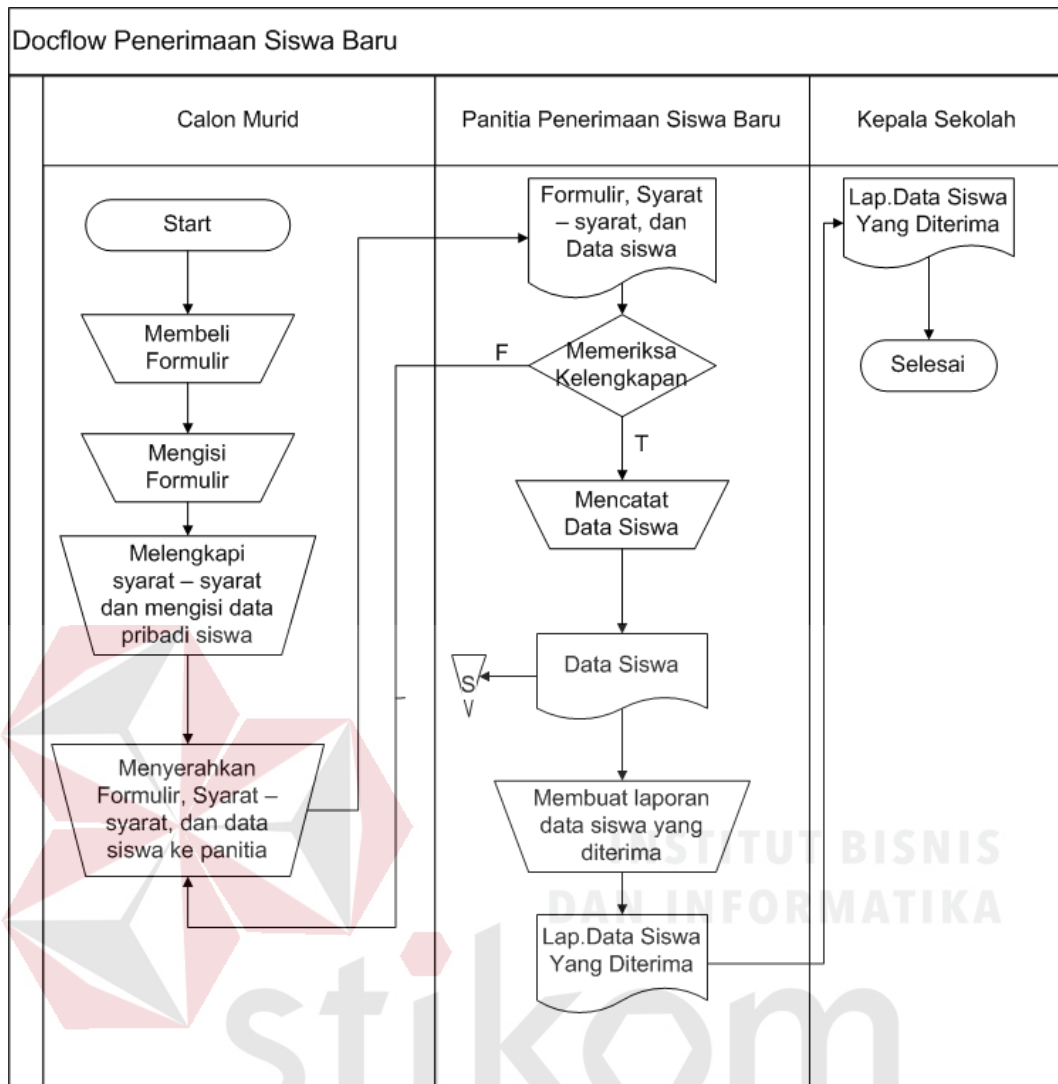 Docflow Penerimaan Siswa Baru
Calon Murid
Panitia Penerimaan Siswa Baru
Kepala Sekolah
Start
Membeli
Formulir
Mengisi
Formulir
Melengkapi
syarat – syarat
dan mengisi data
pribadi siswa
Menyerahkan
Formulir, Syarat –
syarat, dan data
siswa ke panitia
Formulir, Syarat
– syarat, dan
Data siswa
Memeriksa
Kelengkapan
F
T
Mencatat
Data Siswa
Data Siswa
S
Membuat laporan
data siswa yang
diterima
Lap.Data Siswa
Yang Diterima
Lap.Data Siswa
Yang Diterima
Selesai
INSTITUT BISNIS
DAN INFORMATIKA
stikom